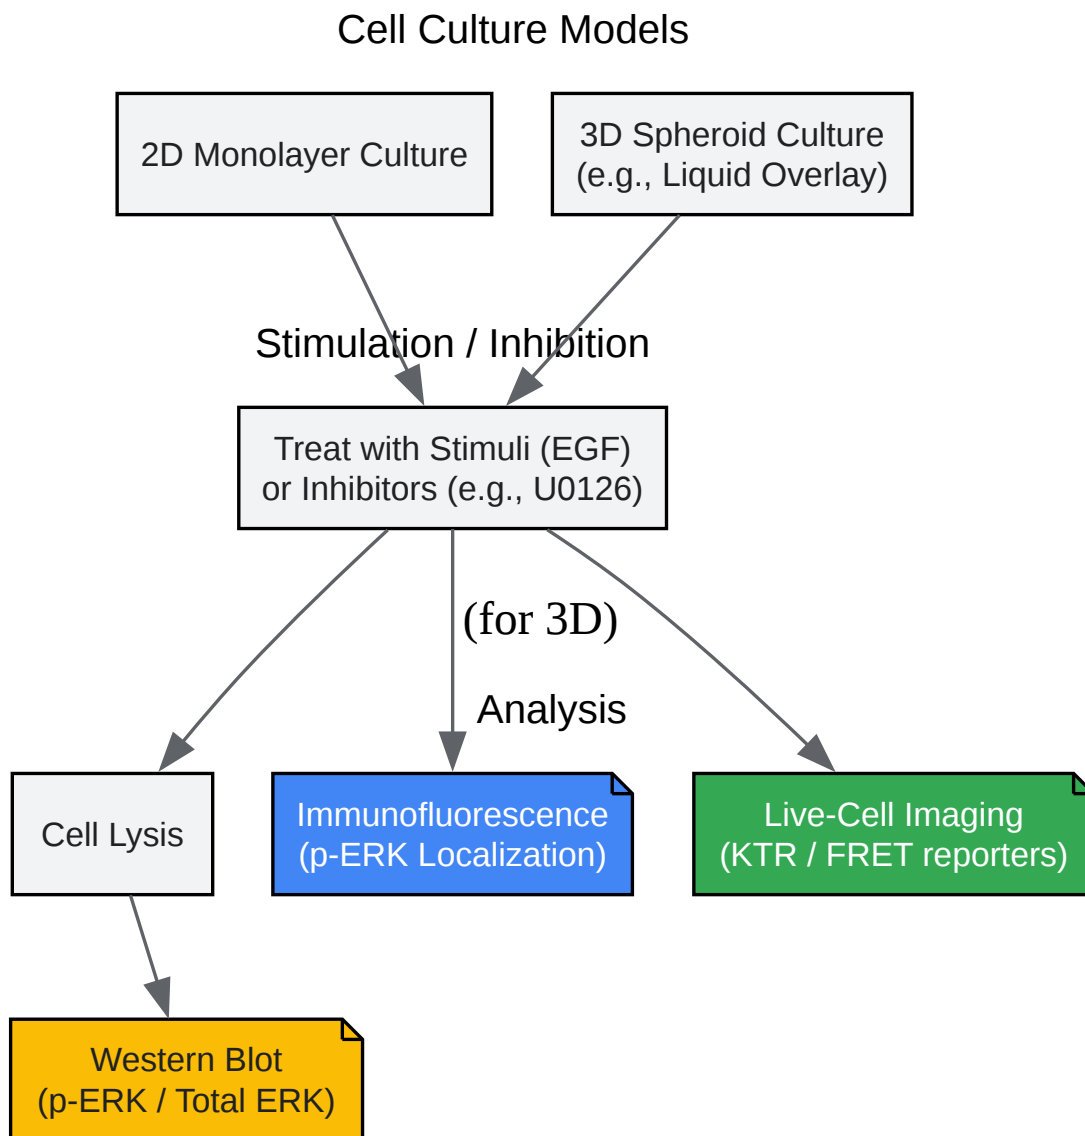 Cell Culture Models
2D Monolayer Culture
3D Spheroid Culture
(e.g., Liquid Overlay)
Stimulation / Inhibition
Treat with Stimuli (EGF)
or Inhibitors (e.g., U0126)
(for 3D)
Analysis
Cell Lysis
Immunofluorescence
(p-ERK Localization)
Live-Cell Imaging
(KTR / FRET reporters)
Western Blot
(p-ERK / Total ERK)